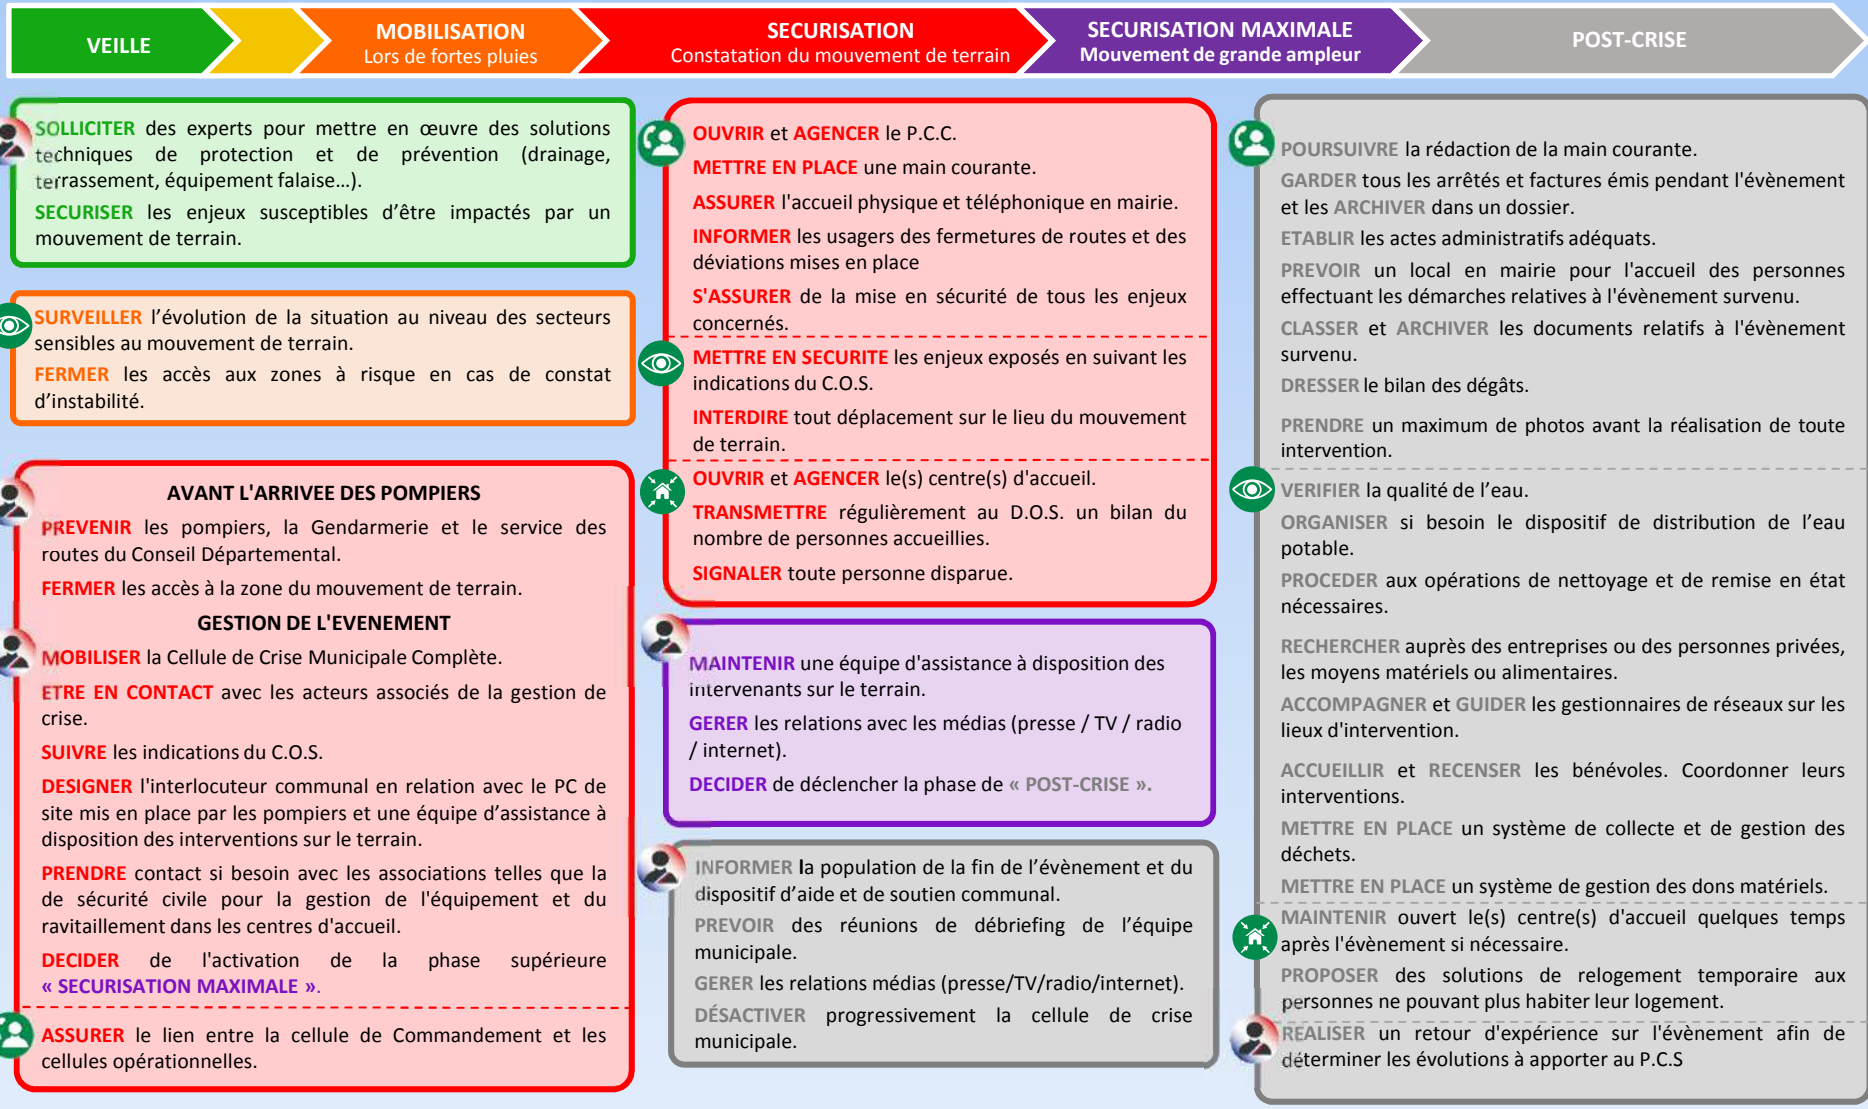 VEILLE
MOBILISATION
Lors de fortes pluies
SECURISATION
Constatation du mouvement de terrain
SECURISATION MAXIMALE
Mouvement de grande ampleur
POST-CRISE
SOLLICITER des experts pour mettre en œuvre des solutions
techniques de protection et de prévention (drainage,
terrassement, équipement falaise…).
SECURISER les enjeux susceptibles d’être impactés par un
mouvement de terrain.
SURVEILLER l’évolution de la situation au niveau des secteurs
sensibles au mouvement de terrain.
FERMER les accès aux zones à risque en cas de constat
d’instabilité.
AVANT L'ARRIVEE DES POMPIERS
PREVENIR les pompiers, la Gendarmerie et le service des
routes du Conseil Départemental.
FERMER les accès à la zone du mouvement de terrain.
GESTION DE L'EVENEMENT
MOBILISER la Cellule de Crise Municipale Complète.
ETRE EN CONTACT avec les acteurs associés de la gestion de
crise.
SUIVRE les indications du C.O.S.
DESIGNER l'interlocuteur communal en relation avec le PC de
site mis en place par les pompiers et une équipe d’assistance à
disposition des interventions sur le terrain.
PRENDRE contact si besoin avec les associations telles que la
de sécurité civile pour la gestion de l'équipement et du
ravitaillement dans les centres d'accueil.
DECIDER de l'activation de la phase supérieure
« SECURISATION MAXIMALE ».
ASSURER le lien entre la cellule de Commandement et les
cellules opérationnelles.
OUVRIR et AGENCER le P.C.C.
METTRE EN PLACE une main courante.
ASSURER l'accueil physique et téléphonique en mairie.
INFORMER les usagers des fermetures de routes et des
déviations mises en place
S'ASSURER de la mise en sécurité de tous les enjeux
concernés.
METTRE EN SECURITE les enjeux exposés en suivant les
indications du C.O.S.
INTERDIRE tout déplacement sur le lieu du mouvement
de terrain.
OUVRIR et AGENCER le(s) centre(s) d'accueil.
TRANSMETTRE régulièrement au D.O.S. un bilan du
nombre de personnes accueillies.
SIGNALER toute personne disparue.
MAINTENIR une équipe d'assistance à disposition des
intervenants sur le terrain.
GERER les relations avec les médias (presse / TV / radio
/ internet).
DECIDER de déclencher la phase de « POST-CRISE ».
INFORMER la population de la fin de l’évènement et du
dispositif d’aide et de soutien communal.
PREVOIR des réunions de débriefing de l’équipe
municipale.
GERER les relations médias (presse/TV/radio/internet).
DÉSACTIVER progressivement la cellule de crise
municipale.
POURSUIVRE la rédaction de la main courante.
GARDER tous les arrêtés et factures émis pendant l'évènement
et les ARCHIVER dans un dossier.
ETABLIR les actes administratifs adéquats.
PREVOIR un local en mairie pour l'accueil des personnes
effectuant les démarches relatives à l'évènement survenu.
CLASSER et ARCHIVER les documents relatifs à l'évènement
survenu.
DRESSER le bilan des dégâts.
PRENDRE un maximum de photos avant la réalisation de toute
intervention.
VERIFIER la qualité de l’eau.
ORGANISER si besoin le dispositif de distribution de l’eau
potable.
PROCEDER aux opérations de nettoyage et de remise en état
nécessaires.
RECHERCHER auprès des entreprises ou des personnes privées,
les moyens matériels ou alimentaires.
ACCOMPAGNER et GUIDER les gestionnaires de réseaux sur les
lieux d'intervention.
ACCUEILLIR et RECENSER les bénévoles. Coordonner leurs
interventions.
METTRE EN PLACE un système de collecte et de gestion des
déchets.
METTRE EN PLACE un système de gestion des dons matériels.
MAINTENIR ouvert le(s) centre(s) d'accueil quelques temps
après l'évènement si nécessaire.
PROPOSER des solutions de relogement temporaire aux
personnes ne pouvant plus habiter leur logement.
REALISER un retour d'expérience sur l'évènement afin de
déterminer les évolutions à apporter au P.C.S